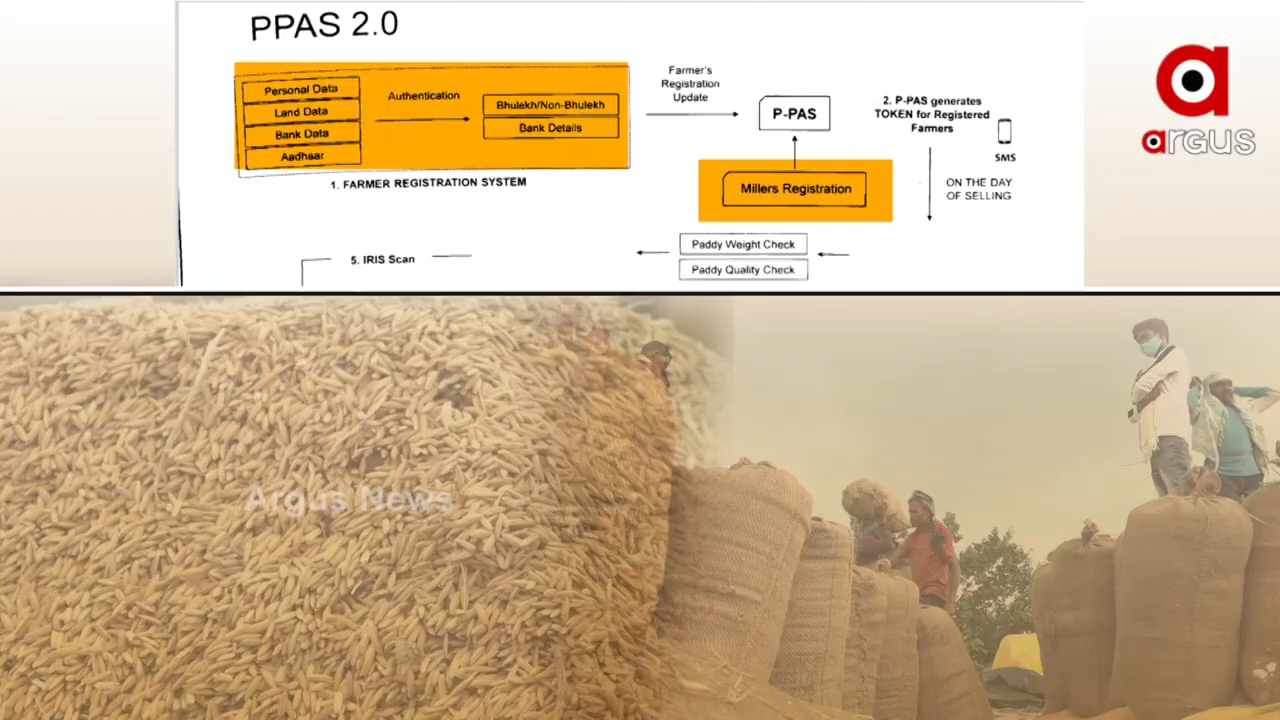 PPAS 2.0
Personal Data
Land Data
Bank Data
Aadhaar
Authentication
Bhulekh/Non-Bhulekh
Bank Details
1. FARMER REGISTRATION SYSTEM
Farmer's
Registration
Update
P-PAS
Millers Registration
2. P-PAS generates
TOKEN for Registered
Farmers
SMS
ON THE DAY
OF SELLING
Paddy Weight Check
Paddy Quality Check
5. IRIS Scan
argus
Argus News